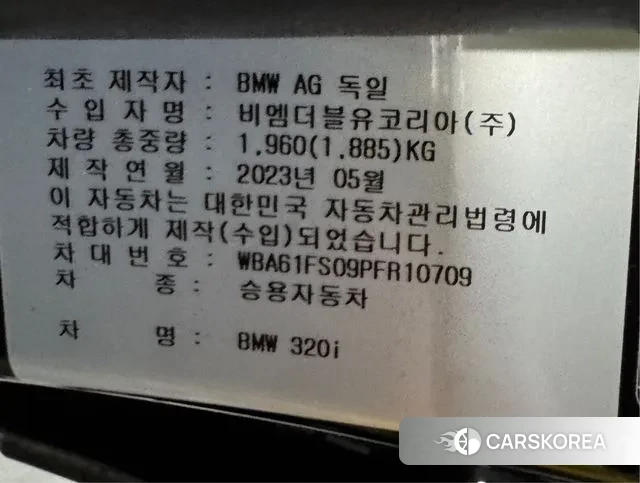 최초 제작자 : BMW AG 독일
수 입 자 명 : 비엠더블유코리아(주)
차량 총중량 : 1.960(1.885)KG
제 작 연 월 : 2023년 05월
이 자동차는 대한민국 자동차관리법령에
적합하게 제작(수입)되었습니다.
차 대 번 호 : WBA61FS09PFR10709
차 종 : 승용자동차
차 명 : BMW 320i
CARSKOREA